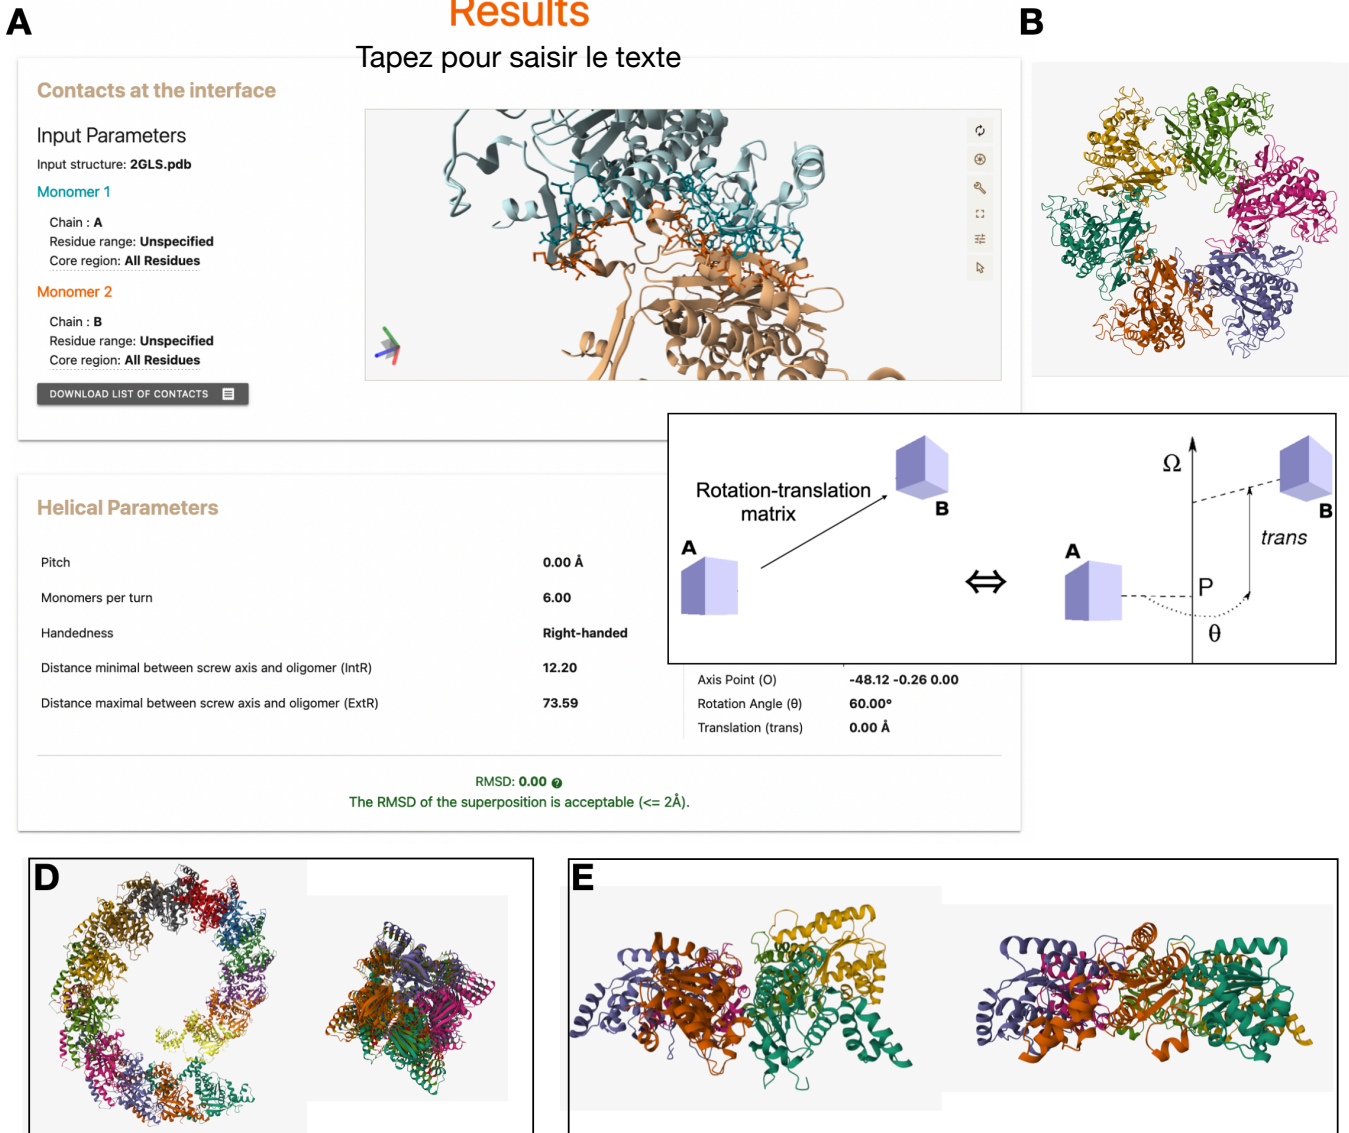 A
Results
B
Tapez pour saisir le texte
Contacts at the interface
Input Parameters
Input structure: 2GLS.pdb
Monomer 1
Chain : A
Residue range: Unspecified
Core region: All Residues
Monomer 2
Chain : B
Residue range: Unspecified
Core region: All Residues
DOWNLOAD LIST OF CONTACTS
Rotation-translation
matrix
A
B
⇔
Ω
A
B
trans
P
θ
Helical Parameters
Pitch 0.00 Å
Monomers per turn 6.00
Handedness Right-handed
Distance minimal between screw axis and oligomer (IntR) 12.20
Distance maximal between screw axis and oligomer (ExtR) 73.59
Axis Point (O) -48.12 -0.26 0.00
Rotation Angle (θ) 60.00°
Translation (trans) 0.00 Å
RMSD: 0.00 ?
The RMSD of the superposition is acceptable (<= 2Å).
D
E